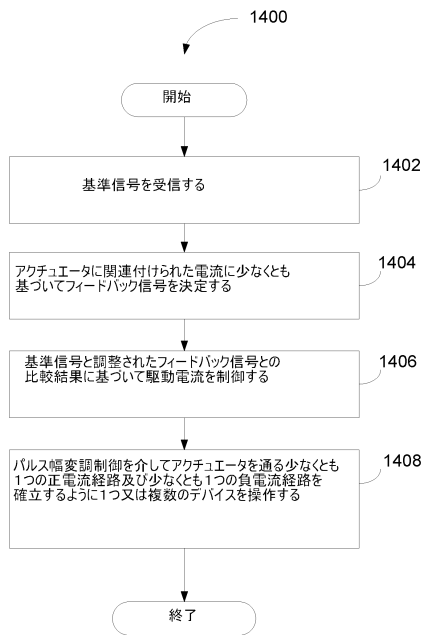 1400
開始
基準信号を受信する
1402
アクチュエータに関連付けられた電流に少なくとも
基づいてフィードバック信号を決定する
1404
基準信号と調整されたフィードバック信号との
比較結果に基づいて駆動電流を制御する
1406
パルス幅変調制御を介してアクチュエータを通る少なくとも
1つの正電流経路及び少なくとも1つの負電流経路を
確立するように1つ又は複数のデバイスを操作する
1408
終了